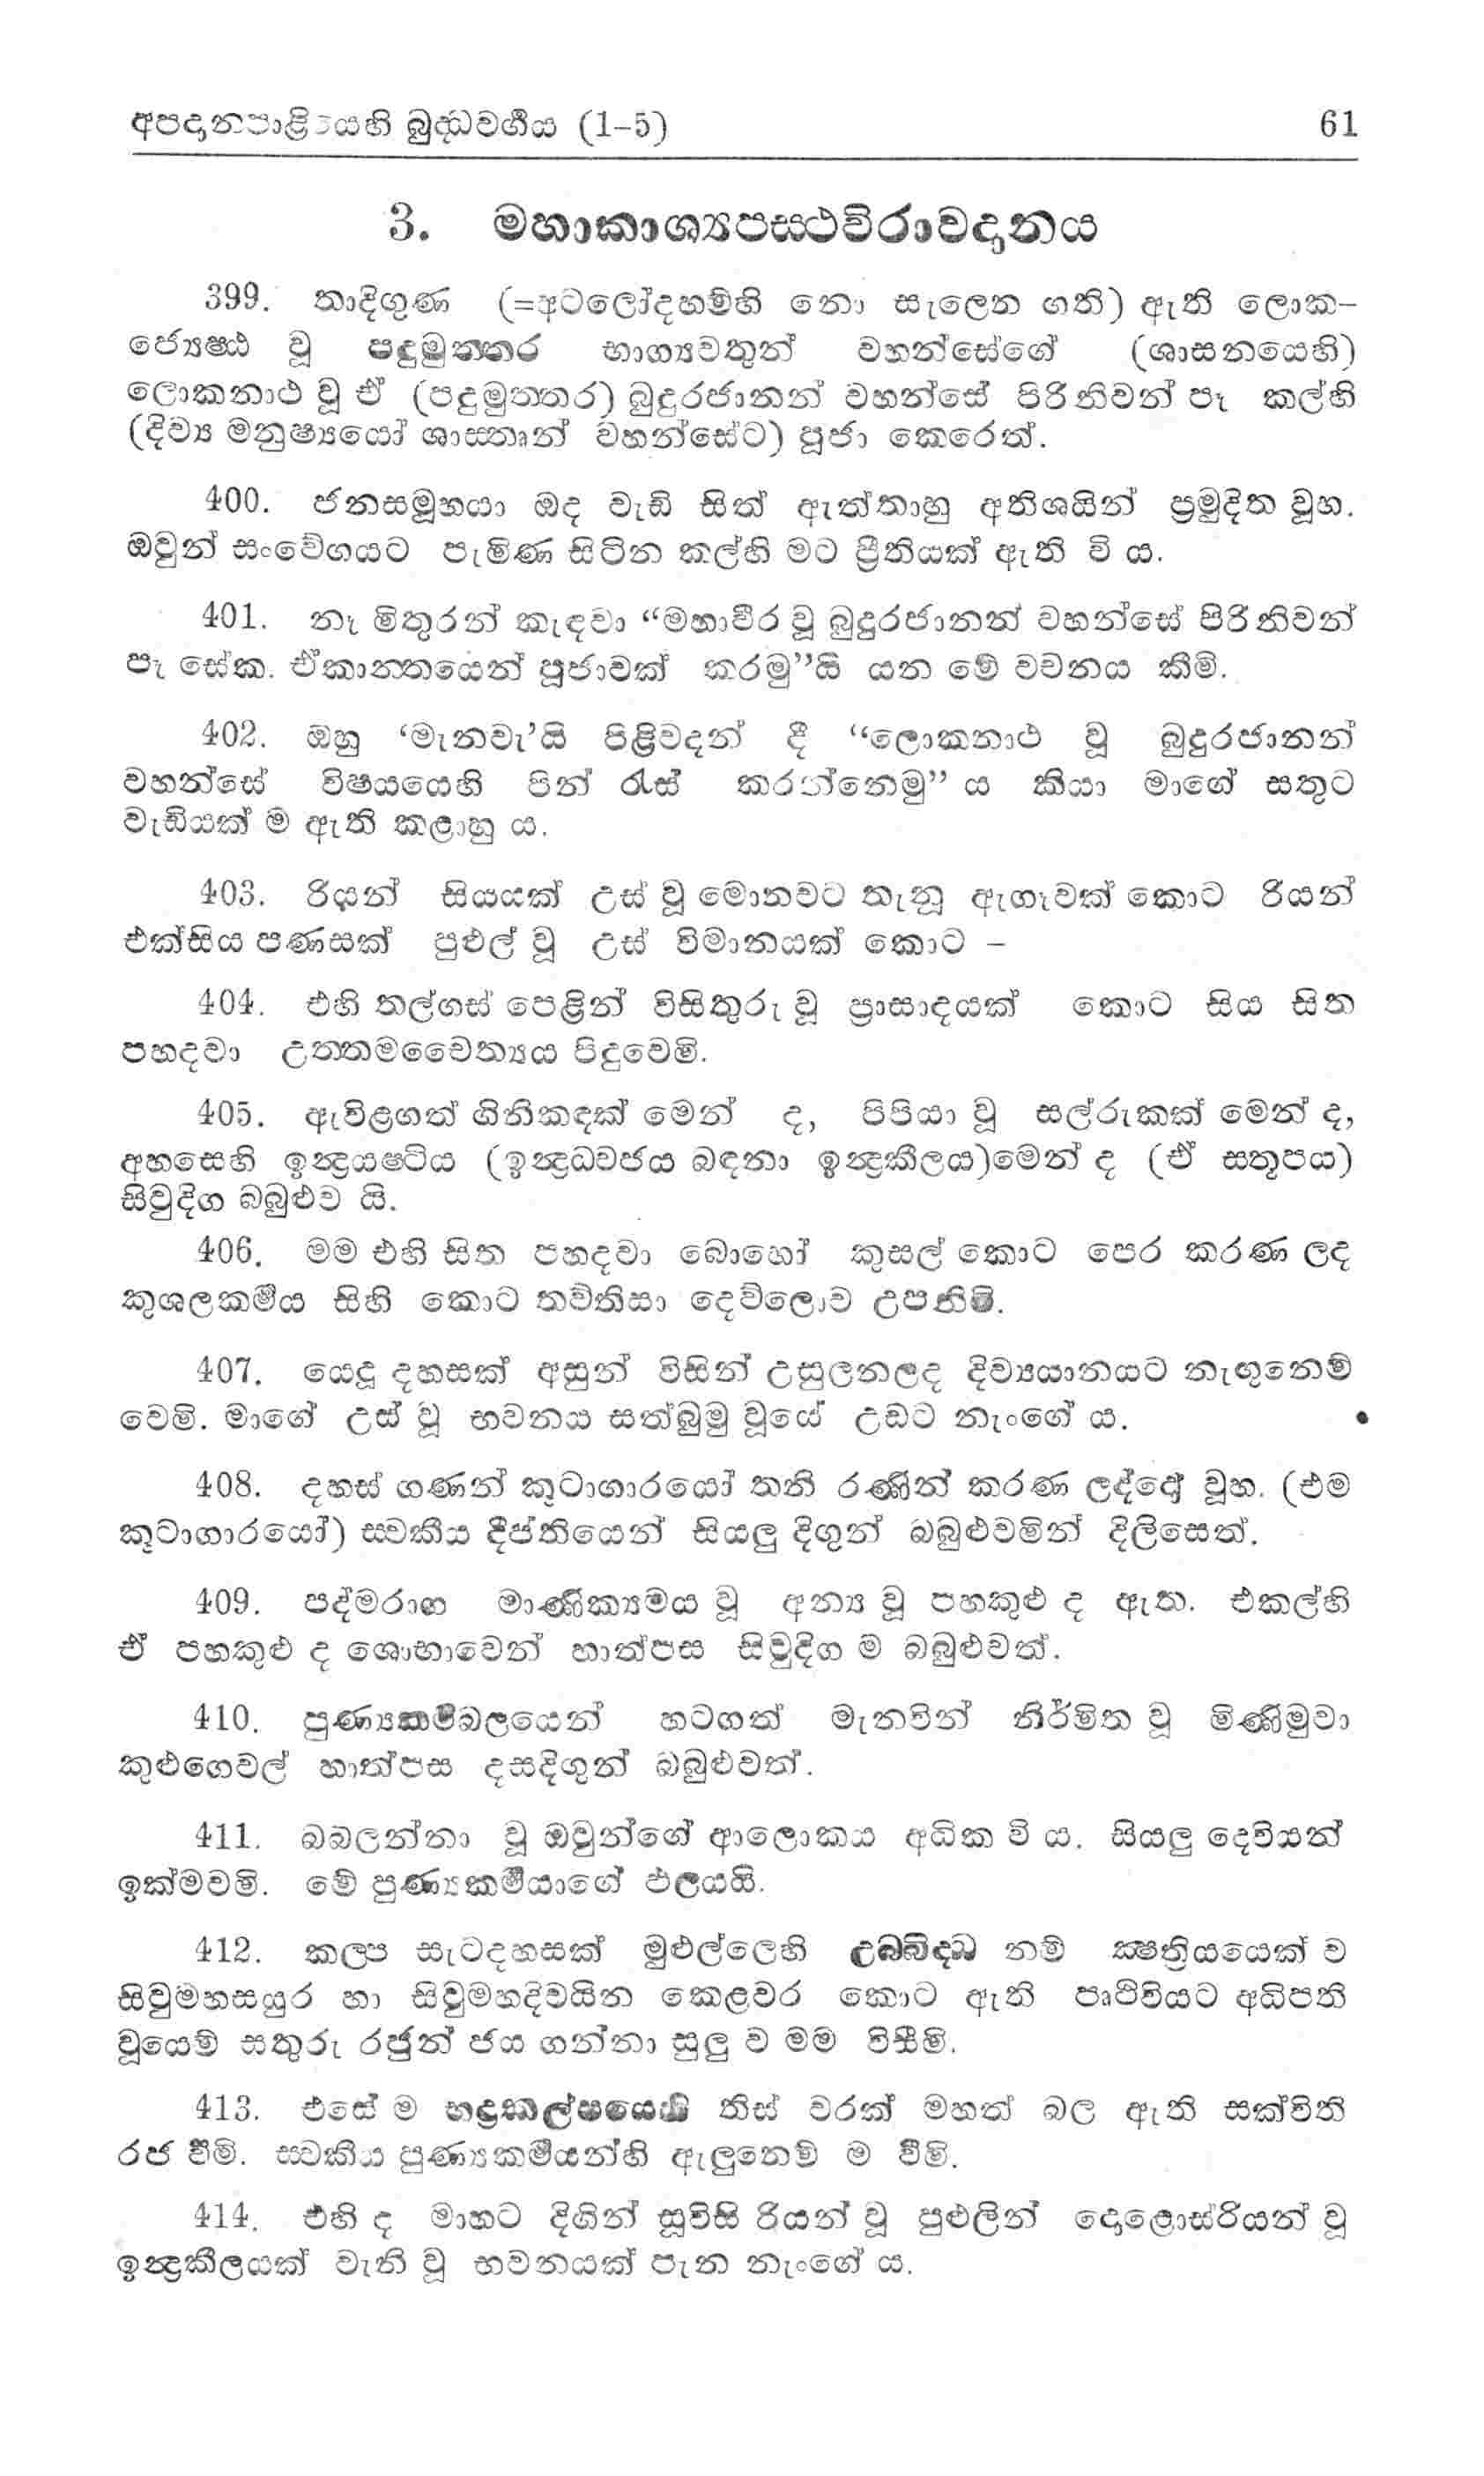 අපදානපාළියෙහි බුද්ධවර්ගය (1–5) 61
3. මහාකාශ්‍යපස්ථවිරාවදානය
399. තාදිගුණ (=අටලෝදහම්හි නො සැලෙන ගති) ඇති ලොක–
ජ්‍යෙෂ්ඨ වූ පදුමුත්තර භාග්‍යවතුන් වහන්සේගේ (ශාසනයෙහි)
ලොකනාථ වූ ඒ (පදුමුත්තර) බුදුරජානන් වහන්සේ පිරිනිවන් පෑ කල්හි
(දිව්‍ය මනුෂ්‍යයෝ ශාස්තෘන් වහන්සේට) පූජා කෙරෙත්.
400. ජනසමූහයා ඔද වැඩි සිත් ඇත්තාහු අතිශයින් ප්‍රමුදිත වූහ.
ඔවුන් සංවේගයට පැමිණ සිටින කල්හි මට ප්‍රීතියක් ඇති වි ය.
401. නෑ මිතුරන් කැඳවා “මහාවීර වූ බුදුරජානන් වහන්සේ පිරිනිවන්
පෑ සේක. ඒකාන්තයෙන් පූජාවක් කරමු”යි යන මේ වචනය කීමි.
402. ඔහු ‘මැනවැ’යි පිළිවදන් දී “ලොකනාථ වූ බුදුරජානන්
වහන්සේ විෂයයෙහි පින් රැස් කරන්නෙමු” ය කියා මාගේ සතුට
වැඩියක් ම ඇති කළාහු ය.
403. රියන් සියයක් උස් වූ මොනවට තැනූ ඇගෑවක් කොට රියන්
එක්සිය පණසක් පුළුල් වූ උස් විමානයක් කොට –
404. එහි තල්ගස් පෙළින් විසිතුරු වූ ප්‍රාසාදයක් කොට සිය සිත
පහදවා උත්තමචෛත්‍යය පිදුවෙමි.
405. ඇවිළගත් ගිනිකඳක් මෙන් ද, පිපියා වූ සල්රුකක් මෙන් ද,
අහසෙහි ඉන්ද්‍රයෂ්ටිය (ඉන්ද්‍රධ්වජය බඳනා ඉන්ද්‍රකීලය)මෙන් ද (ඒ ස්තූපය)
සිවුදිග බබුළුව යි.
406. මම එහි සිත පහදවා බොහෝ කුසල් කොට පෙර කරණ ලද
කුශලකර්මය සිහි කොට තව්තිසා දෙව්ලොව උපනිමි.
407. යෙදූ දහසක් අසුන් විසින් උසුලනලද දිව්‍යයානයට නැඟුනෙම්
වෙමි. මාගේ උස් වූ භවනය සත්බුමු වූයේ උඩට නැංගේ ය.
408. දහස් ගණන් කූටාගාරයෝ තනි රණින් කරණ ලද්දෝ වූහ. (එම
කූටාගාරයෝ) ස්වකීය දීප්තියෙන් සියලු දිගුන් බබුළුවමින් දිලිසෙත්.
409. පද්මරාග මාණික්‍යමය වූ අන්‍ය වූ පහකුළු ද ඇත. එකල්හි
ඒ පහකුළු ද ශොභාවෙන් හාත්පස සිවුදිග ම බබුළුවත්.
410. පුණ්‍යකර්මබලයෙන් හටගත් මැනවින් නිර්මිත වූ මිණිමුවා
කුළුගෙවල් හාත්පස දසදිගුන් බබුළුවත්.
411. බබලන්නා වූ ඔවුන්ගේ ආලොකය අධික වි ය. සියලු දෙවියන්
ඉක්මවමි. මේ පුණ්‍යකර්මයාගේ ඵලයයි.
412. කල්ප සැටදහසක් මුළුල්ලෙහි උබ්බිද්ධ නම් ක්ෂත්‍රියයෙක් ව
සිවුමහසයුර හා සිවුමහදිවයින කෙළවර කොට ඇති පෘථිවියට අධිපති
වූයෙම් සතුරු රජුන් ජය ගන්නා සුලු ව මම විසීමි.
413. එසේ ම භද්‍රකල්පයෙහි තිස් වරක් මහත් බල ඇති සක්විති
රජ වීමි. ස්වකීය පුණ්‍යකර්මයන්හි ඇලුනෙම් ම වීමි.
414. එහි ද මාහට දිගින් සූවිසි රියන් වූ පුළුලින් දොළොස්රියන් වූ
ඉන්ද්‍රකීලයක් වැනි වූ භවනයක් පැන නැංගේ ය.